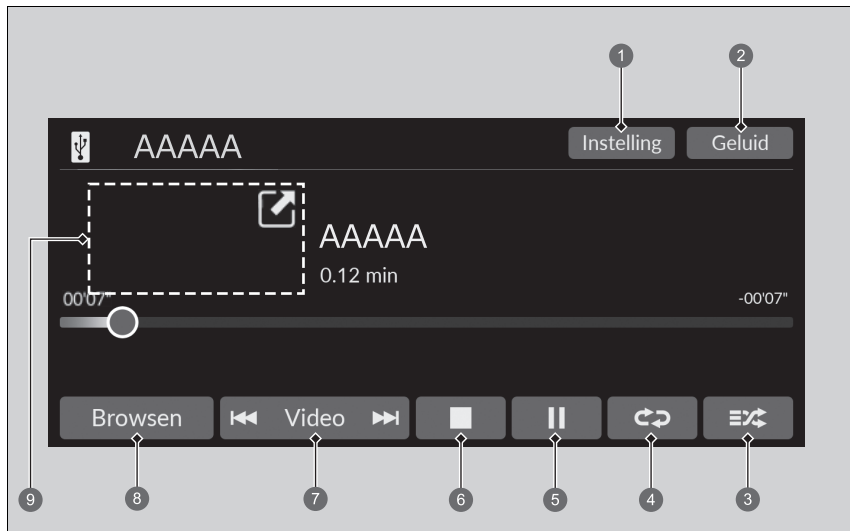 1 2
AAAAA Instelling Geluid
AAAAA
0.12 min
00'07" -00'07"
Browsen Video
9 8 7 6 5 4 3